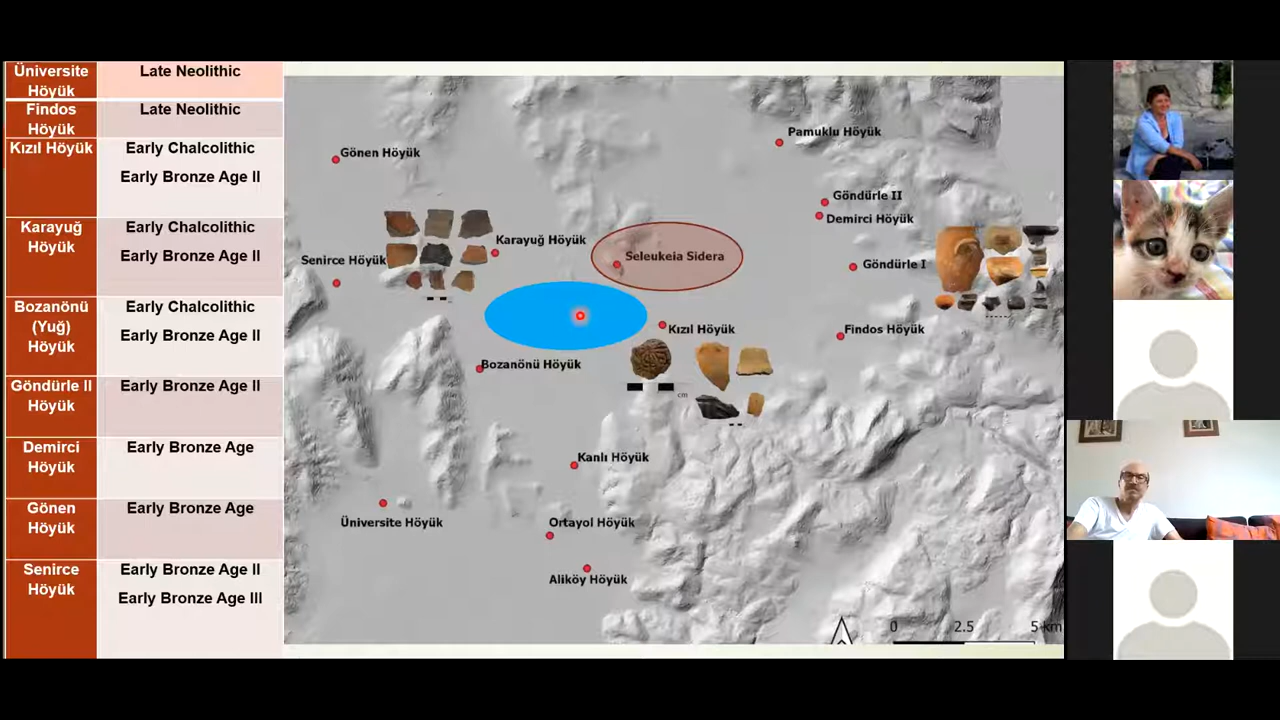 Üniversite
Höyük
Late Neolithic
Findos
Höyük
Late Neolithic
Kızıl Höyük
Early Chalcolithic
Early Bronze Age II
Karayuğ
Höyük
Early Chalcolithic
Early Bronze Age II
Bozanönü
(Yuğ)
Höyük
Early Chalcolithic
Early Bronze Age II
Göndürle II
Höyük
Early Bronze Age II
Demirci
Höyük
Early Bronze Age
Gönen
Höyük
Early Bronze Age
Senirce
Höyük
Early Bronze Age II
Early Bronze Age III
Pamuklu Höyük
Gönen Höyük
Göndürle II
Demirci Höyük
Karayuğ Höyük
Senirce Höyük
Seleukeia Sidera
Göndürle I
Kızıl Höyük
Findos Höyük
Bozanönü Höyük
cm
Kanlı Höyük
Üniversite Höyük
Ortayol Höyük
Aliköy Höyük
0 2.5 5 km